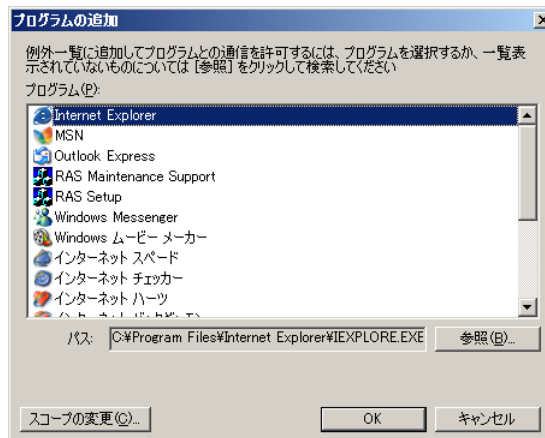 プログラムの追加
例外一覧に追加してプログラムとの通信を許可するには、プログラムを選択するか、一覧表
示されていないものについては [参照] をクリックして検索してください
プログラム(P):
Internet Explorer
MSN
Outlook Express
RAS Maintenance Support
RAS Setup
Windows Messenger
Windows ムービー メーカー
インターネット スペード
インターネット チェッカー
インターネット ハーツ
パス:
C:¥Program Files¥Internet Explorer¥IEXPLORE.EXE
参照(B)...
スコープの変更(C)...
OK
キャンセル